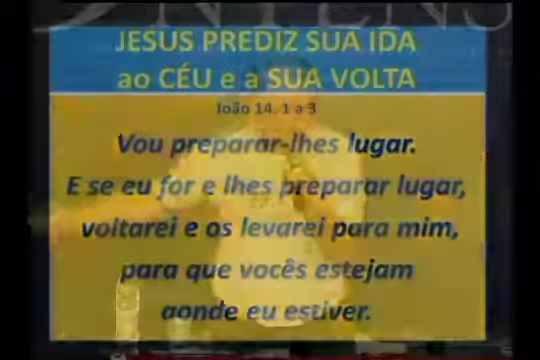 JESUS PREDIZ SUA IDA
ao CÉU e a SUA VOLTA
João 14. 1 a 3
Vou preparar-lhes lugar.
E se eu for e lhes preparar lugar,
voltarei e os levarei para mim,
para que vocês estejam
aonde eu estiver.